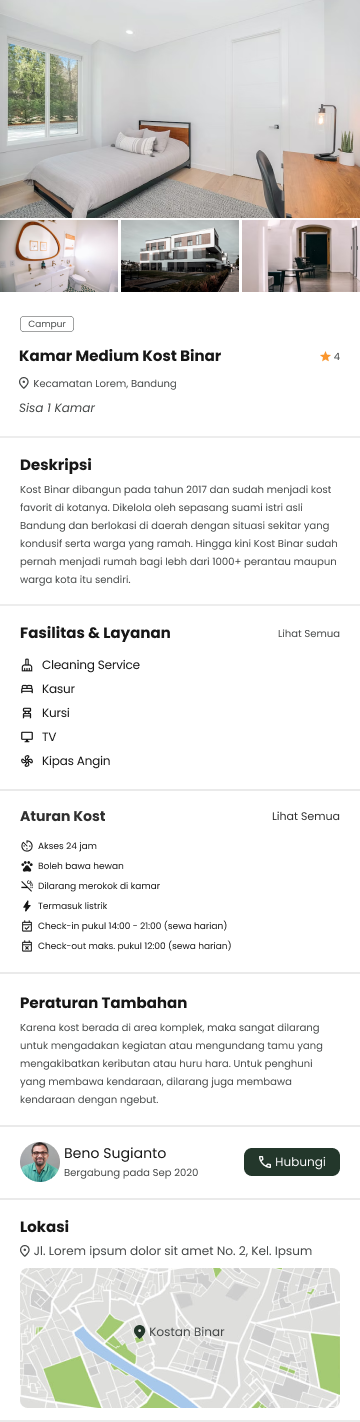 Campur
Kamar Medium Kost Binar
4
Kecamatan Lorem, Bandung
Sisa 1 Kamar
Deskripsi
Kost Binar dibangun pada tahun 2017 dan sudah menjadi kost
favorit di kotanya. Dikelola oleh sepasang suami istri asli
Bandung dan berlokasi di daerah dengan situasi sekitar yang
kondusif serta warga yang ramah. Hingga kini Kost Binar sudah
pernah menjadi rumah bagi lebh dari 1000+ perantau maupun
warga kota itu sendiri.
Fasilitas & Layanan
Lihat Semua
Cleaning Service
Kasur
Kursi
TV
Kipas Angin
Aturan Kost
Lihat Semua
Akses 24 jam
Boleh bawa hewan
Dilarang merokok di kamar
Termasuk listrik
Check-in pukul 14:00 - 21:00 (sewa harian)
Check-out maks. pukul 12:00 (sewa harian)
Peraturan Tambahan
Karena kost berada di area komplek, maka sangat dilarang
untuk mengadakan kegiatan atau mengundang tamu yang
mengakibatkan keributan atau huru hara. Untuk penghuni
yang membawa kendaraan, dilarang juga membawa
kendaraan dengan ngebut.
Beno Sugianto
Bergabung pada Sep 2020
Hubungi
Lokasi
Jl. Lorem ipsum dolor sit amet No. 2, Kel. Ipsum
Kostan Binar